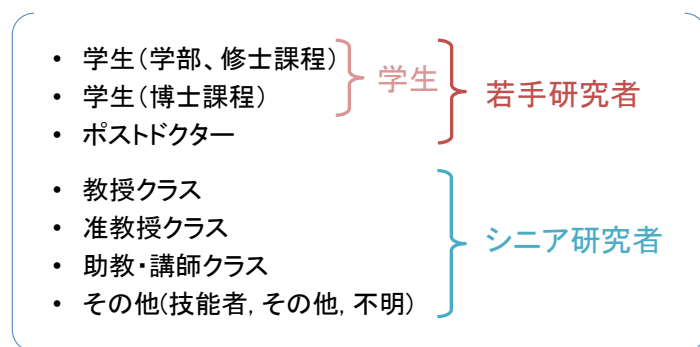 • 学生(学部、修士課程)
• 学生(博士課程)
学生
• ポストドクター
若手研究者
• 教授クラス
• 准教授クラス
• 助教・講師クラス
• その他(技能者, その他, 不明)
シニア研究者